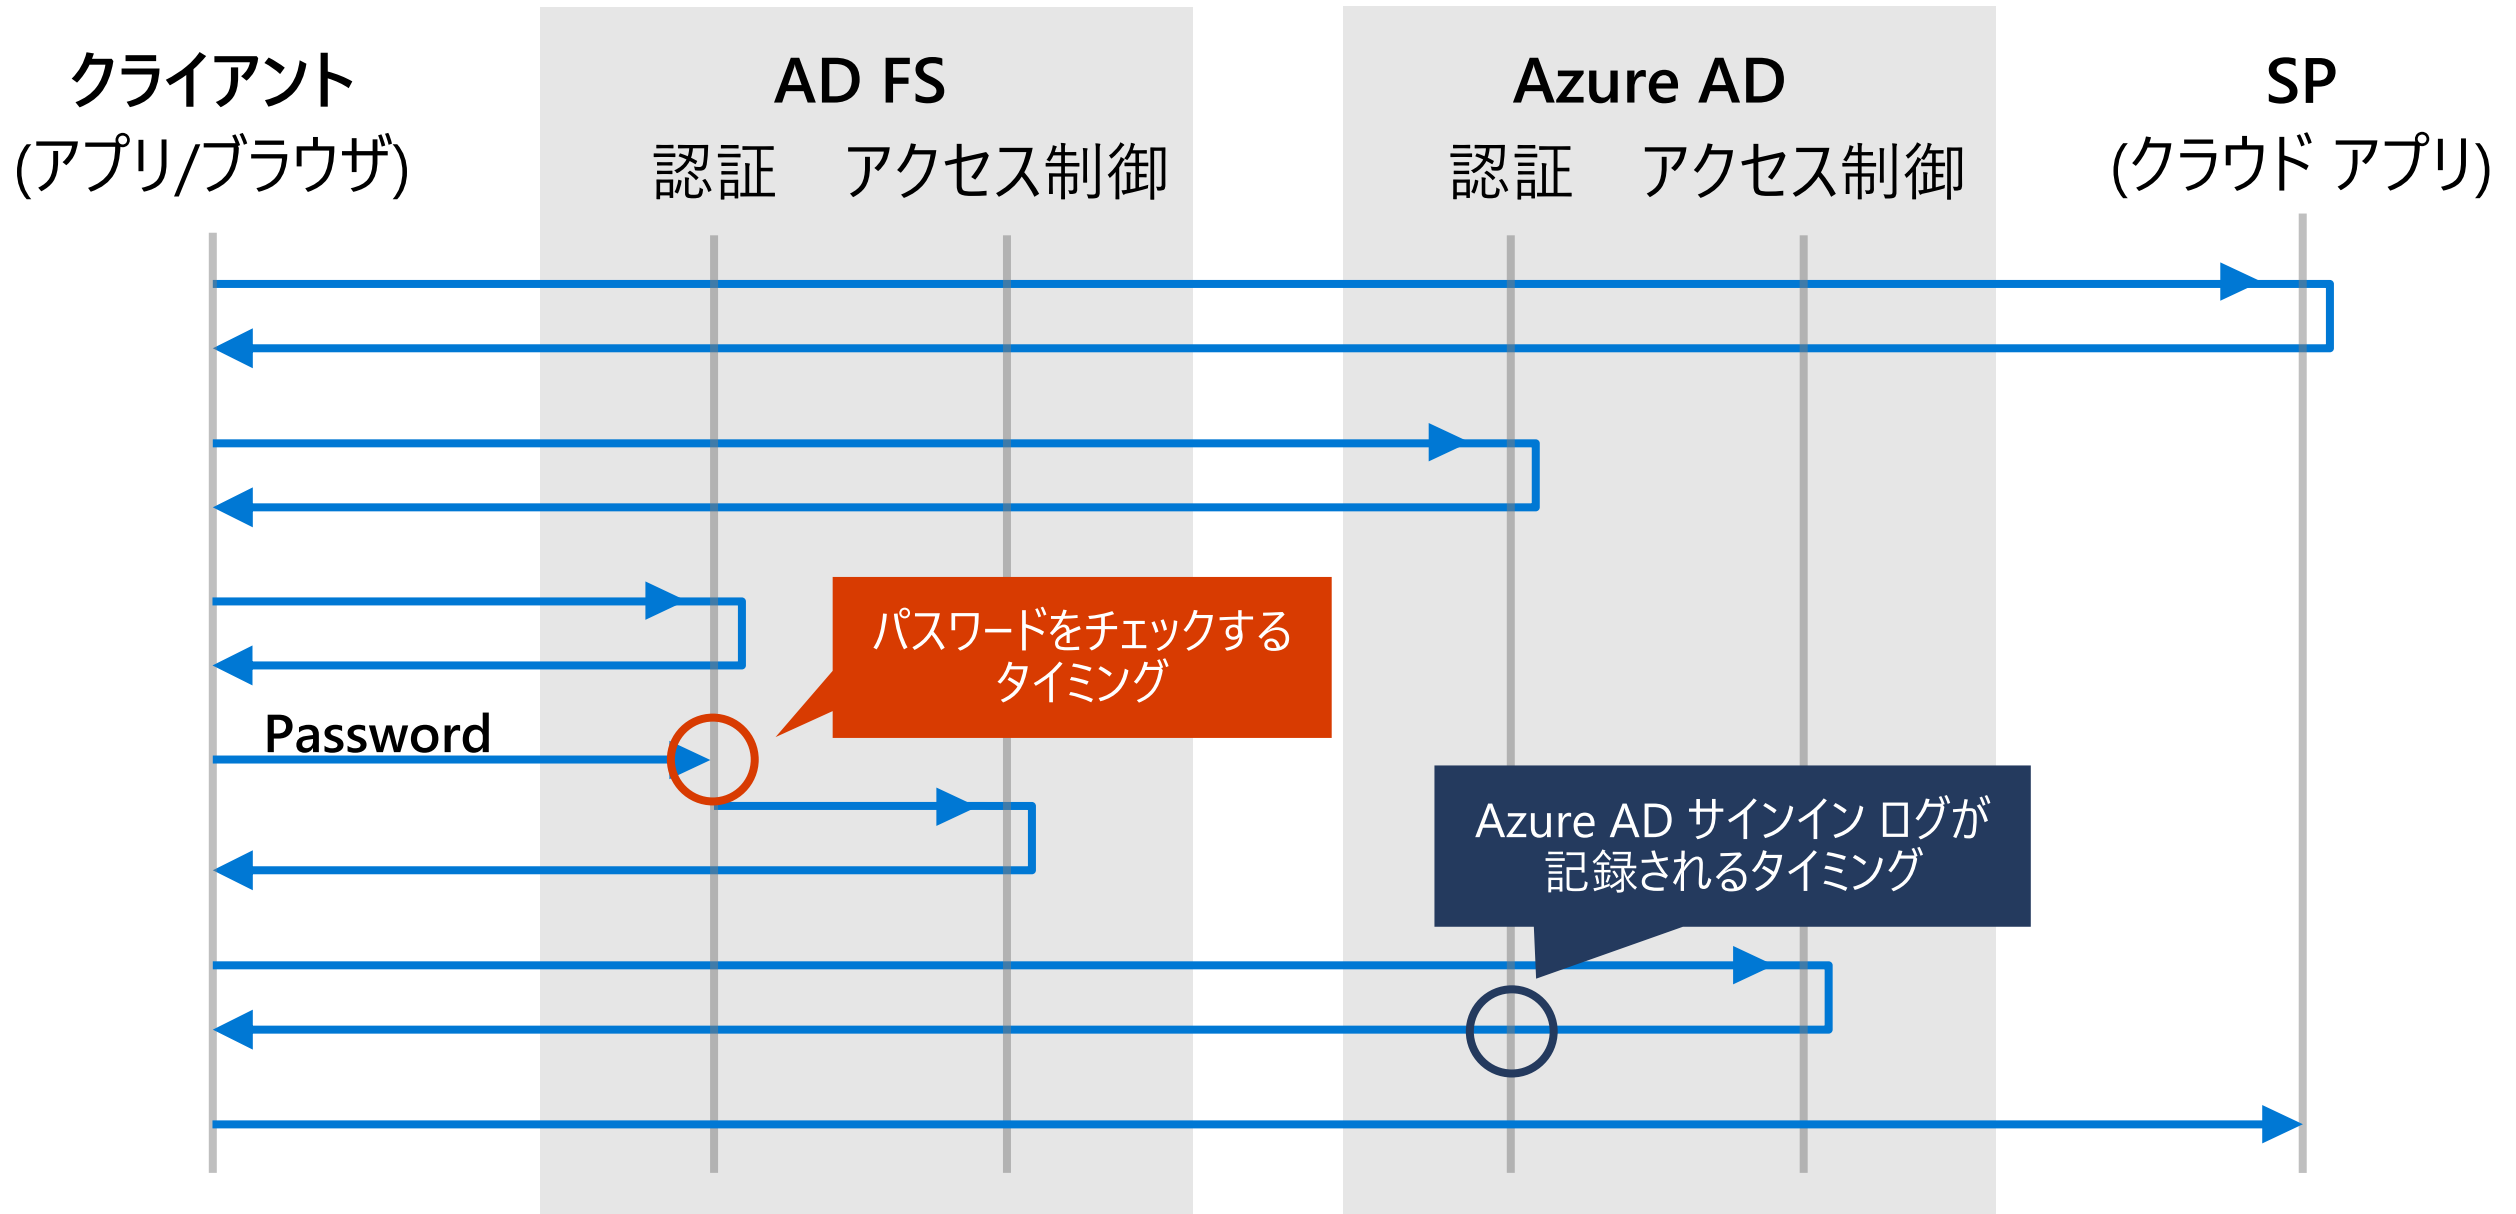 クライアント
(アプリ/ブラウザ)
AD FS
認証
アクセス制御
Azure AD
認証
アクセス制御
SP
(クラウド アプリ)
パスワードをチェックする
タイミング
Password
Azure AD サインイン ログが
記録されるタイミング